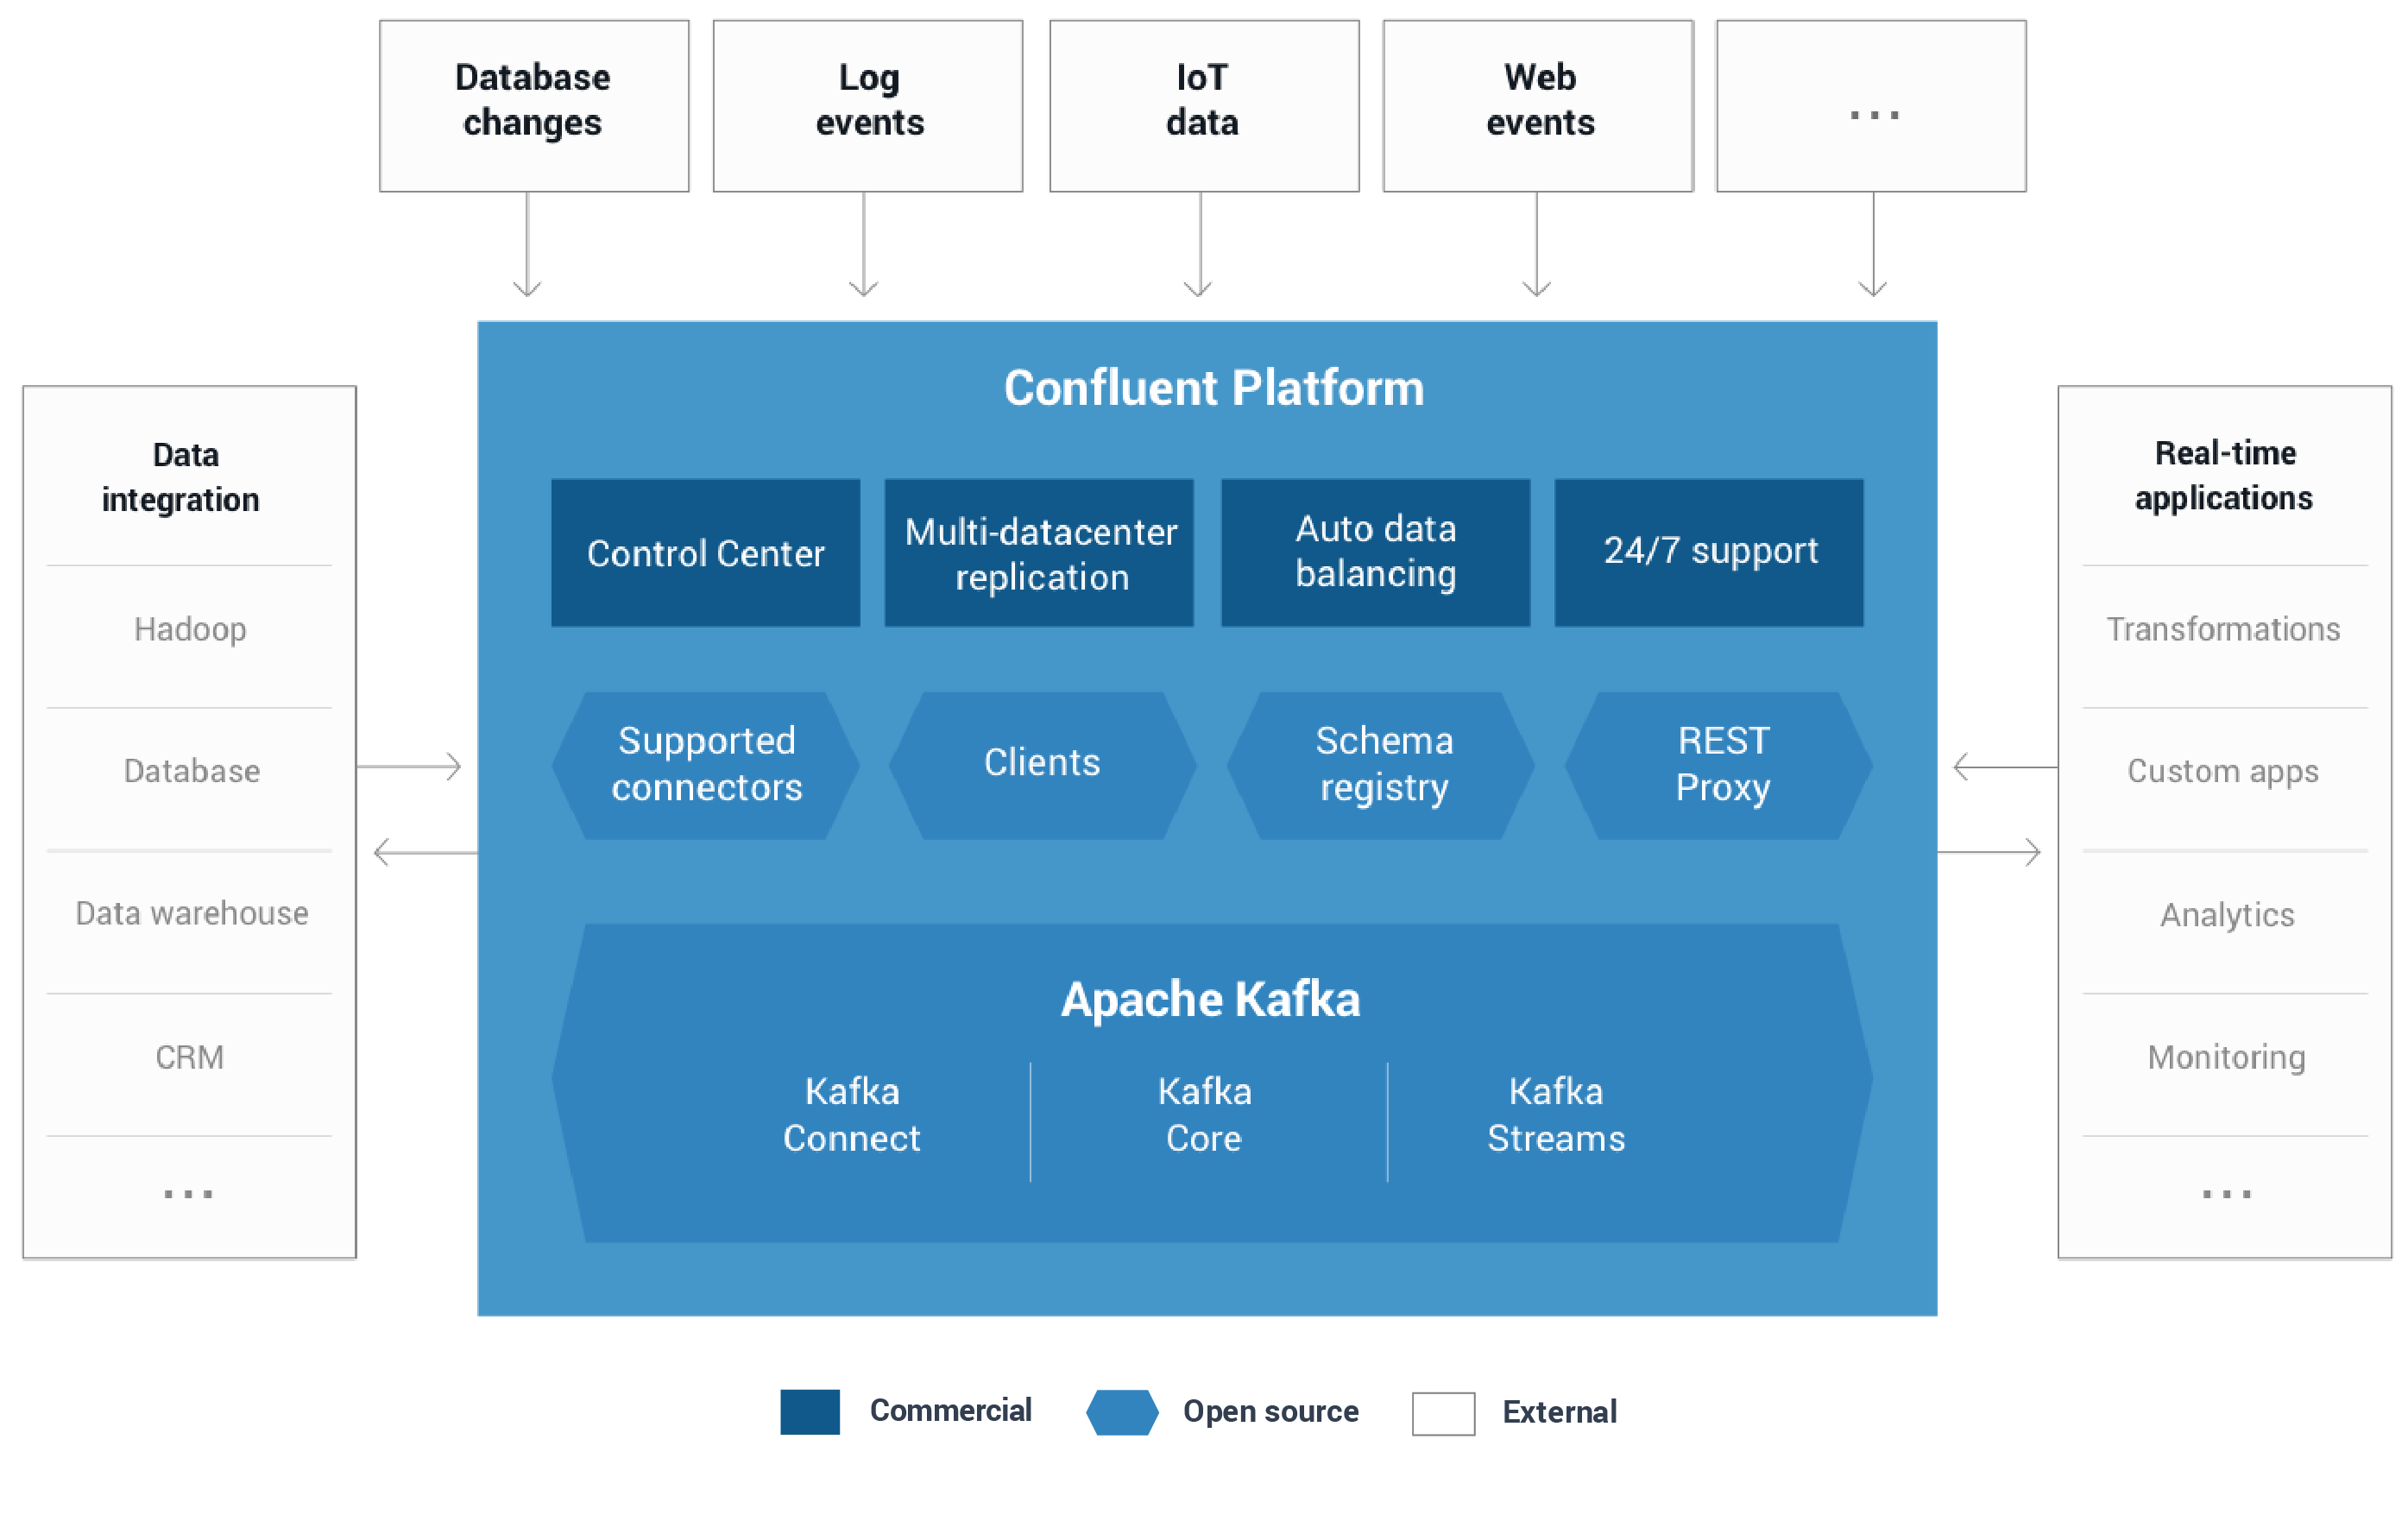 Database
changes
Log
events
IoT
data
Web
events
...
Data
integration
Hadoop
Database
Data warehouse
CRM
...
Confluent Platform
Control Center
Multi-datacenter
replication
Auto data
balancing
24/7 support
Supported
connectors
Clients
Schema
registry
REST
Proxy
Apache Kafka
Kafka
Connect
Kafka
Core
Kafka
Streams
Real-time
applications
Transformations
Custom apps
Analytics
Monitoring
...
Commercial
Open source
External